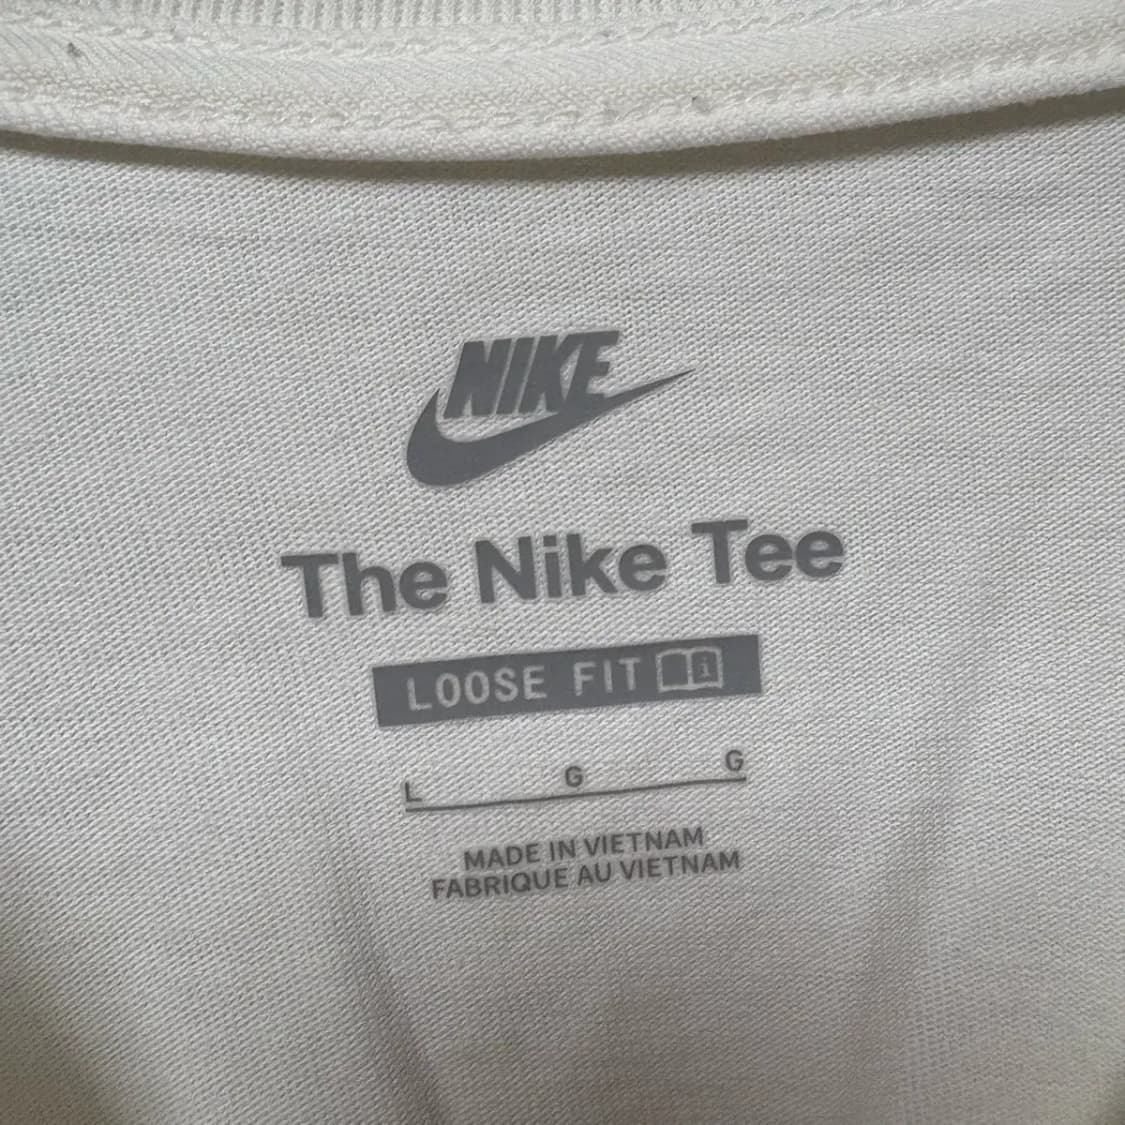 NIKE
The Nike Tee
LOOSE FIT i
L G G
MADE IN VIETNAM
FABRIQUE AU VIETNAM